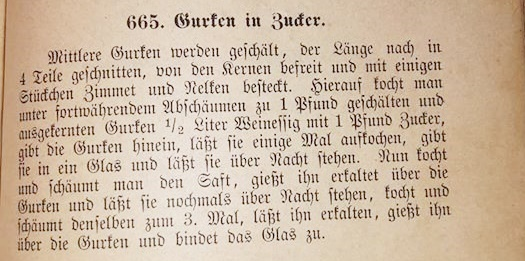 665. Gurken in Zucker.
Mittlere Gurken werden geschält, der Länge nach in
4 Teile geschnitten, von den Kernen befreit und mit einigen
Stückchen Zimmet und Nelken besteckt. Hierauf kocht man
unter fortwährendem Abschäumen zu 1 Pfund geschälten und
ausgekernten Gurken 1/2 Liter Weinessig mit 1 Pfund Zucker,
gibt die Gurken hinein, läßt sie einige Mal aufkochen, gibt
sie in ein Glas und läßt sie über Nacht stehen. Nun kocht
und schäumt man den Saft, gießt ihn erkaltet über die
Gurken und läßt sie nochmals über Nacht stehen, kocht und
schäumt denselben zum 3. Mal, läßt ihn erkalten, gießt ihn
über die Gurken und bindet das Glas zu.